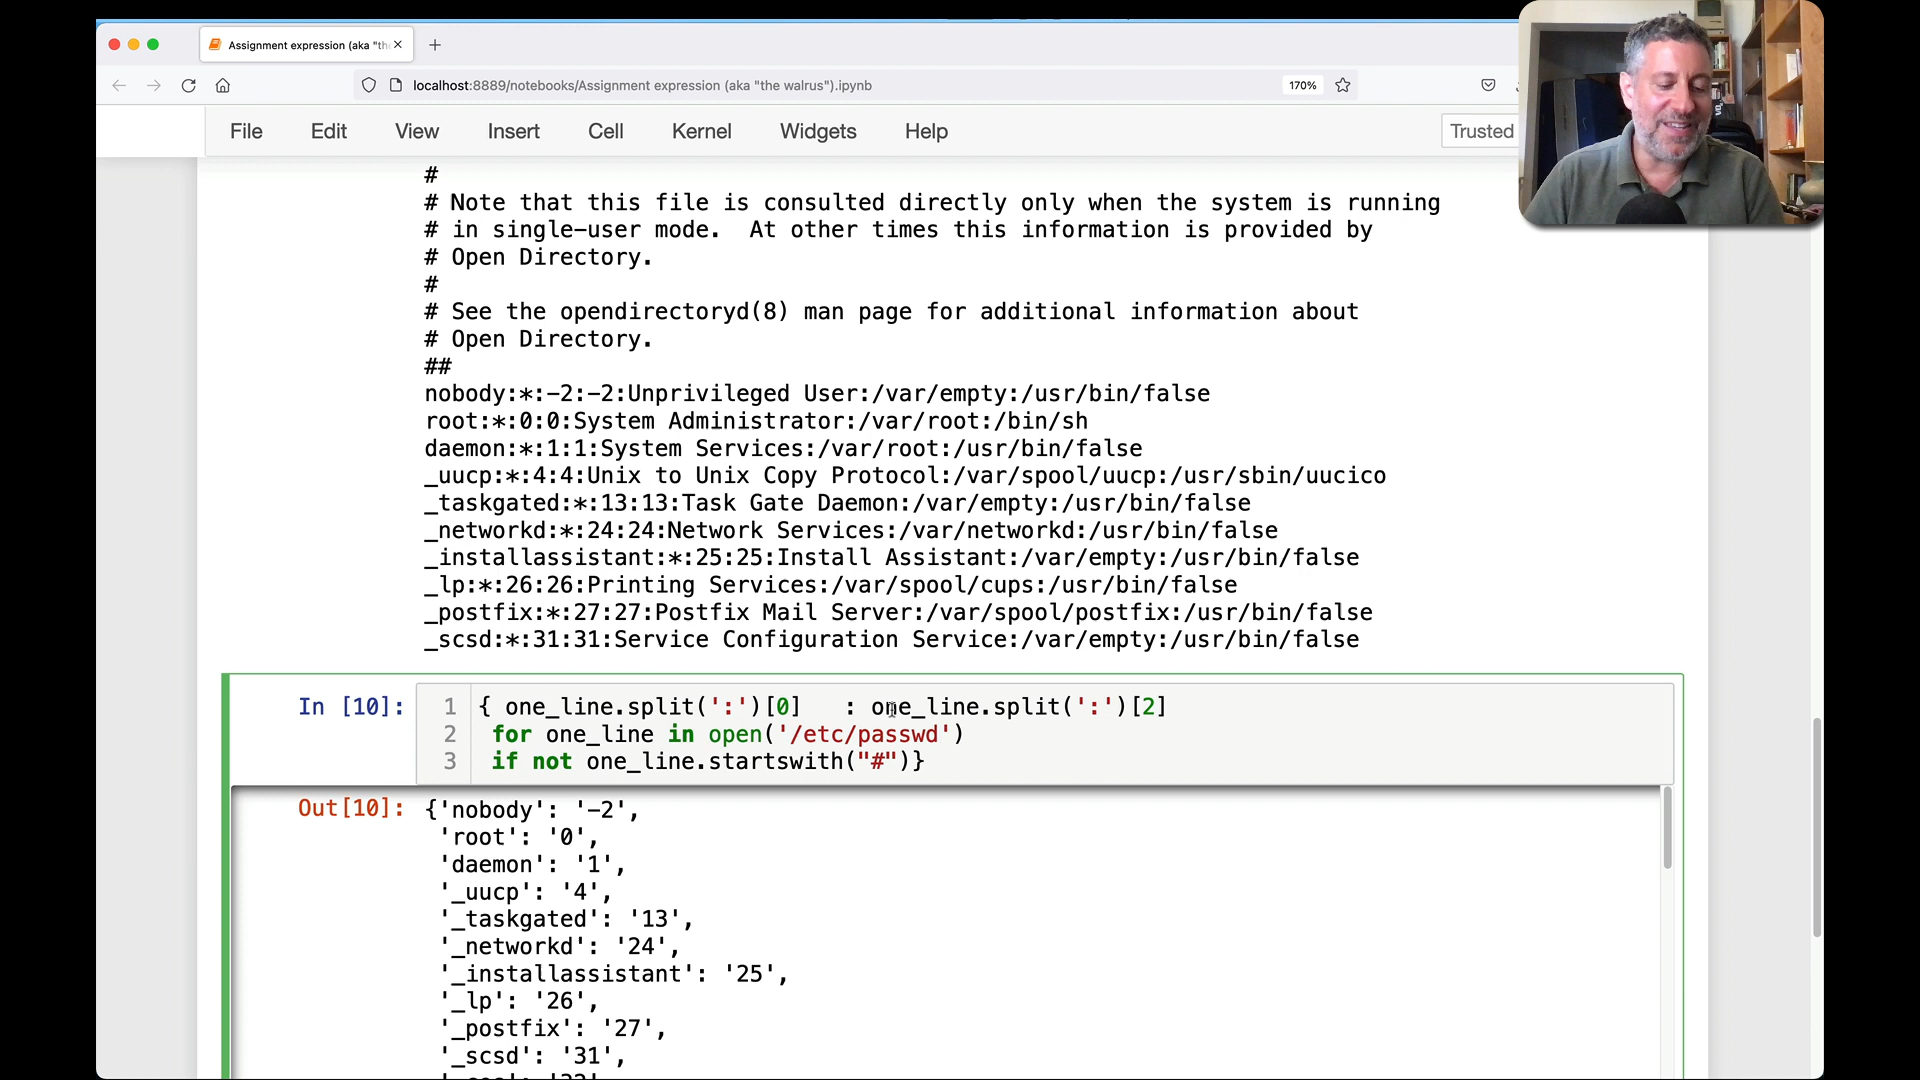 Assignment expression (aka "th
localhost:8889/notebooks/Assignment expression (aka "the walrus").ipynb
170%
File Edit View Insert Cell Kernel Widgets Help
Trusted
#
# Note that this file is consulted directly only when the system is running
# in single-user mode.  At other times this information is provided by
# Open Directory.
#
# See the opendirectoryd(8) man page for additional information about
# Open Directory.
##
nobody:*:-2:-2:Unprivileged User:/var/empty:/usr/bin/false
root:*:0:0:System Administrator:/var/root:/bin/sh
daemon:*:1:1:System Services:/var/root:/usr/bin/false
_uucp:*:4:4:Unix to Unix Copy Protocol:/var/spool/uucp:/usr/sbin/uucico
_taskgated:*:13:13:Task Gate Daemon:/var/empty:/usr/bin/false
_networkd:*:24:24:Network Services:/var/networkd:/usr/bin/false
_installassistant:*:25:25:Install Assistant:/var/empty:/usr/bin/false
_lp:*:26:26:Printing Services:/var/spool/cups:/usr/bin/false
_postfix:*:27:27:Postfix Mail Server:/var/spool/postfix:/usr/bin/false
_scsd:*:31:31:Service Configuration Service:/var/empty:/usr/bin/false
In [10]: 1 { one_line.split(':')[0]   : one_line.split(':')[2]
2 for one_line in open('/etc/passwd')
3 if not one_line.startswith("#")}
Out[10]: {'nobody': '-2',
'root': '0',
'daemon': '1',
'_uucp': '4',
'_taskgated': '13',
'_networkd': '24',
'_installassistant': '25',
'_lp': '26',
'_postfix': '27',
'_scsd': '31',